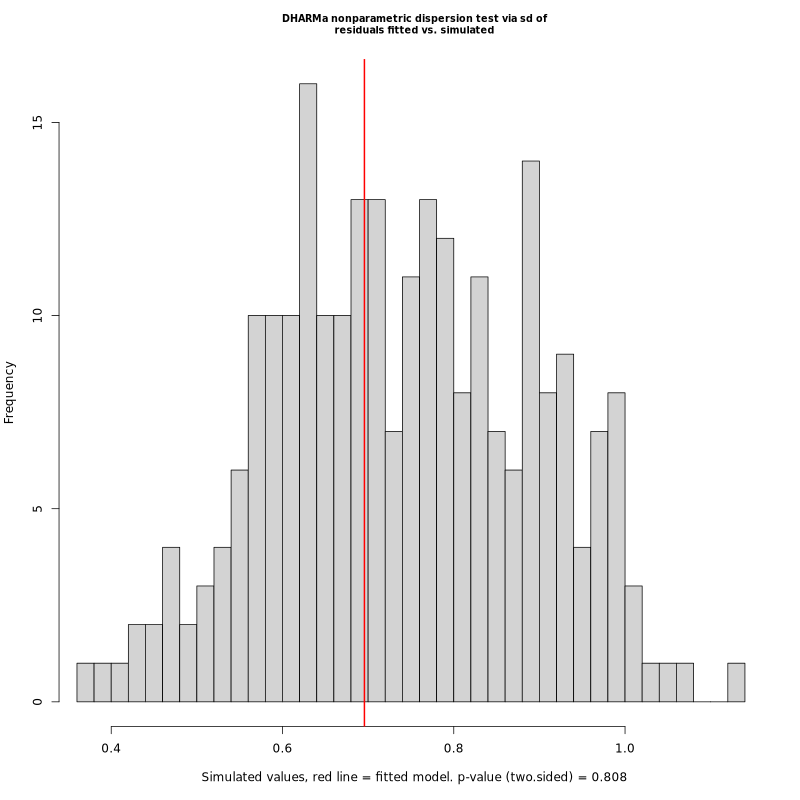 DHARMa nonparametric dispersion test via sd of
residuals fitted vs. simulated
Frequency
15
10
5
0
0.4 0.6 0.8 1.0
Simulated values, red line = fitted model. p-value (two.sided) = 0.808